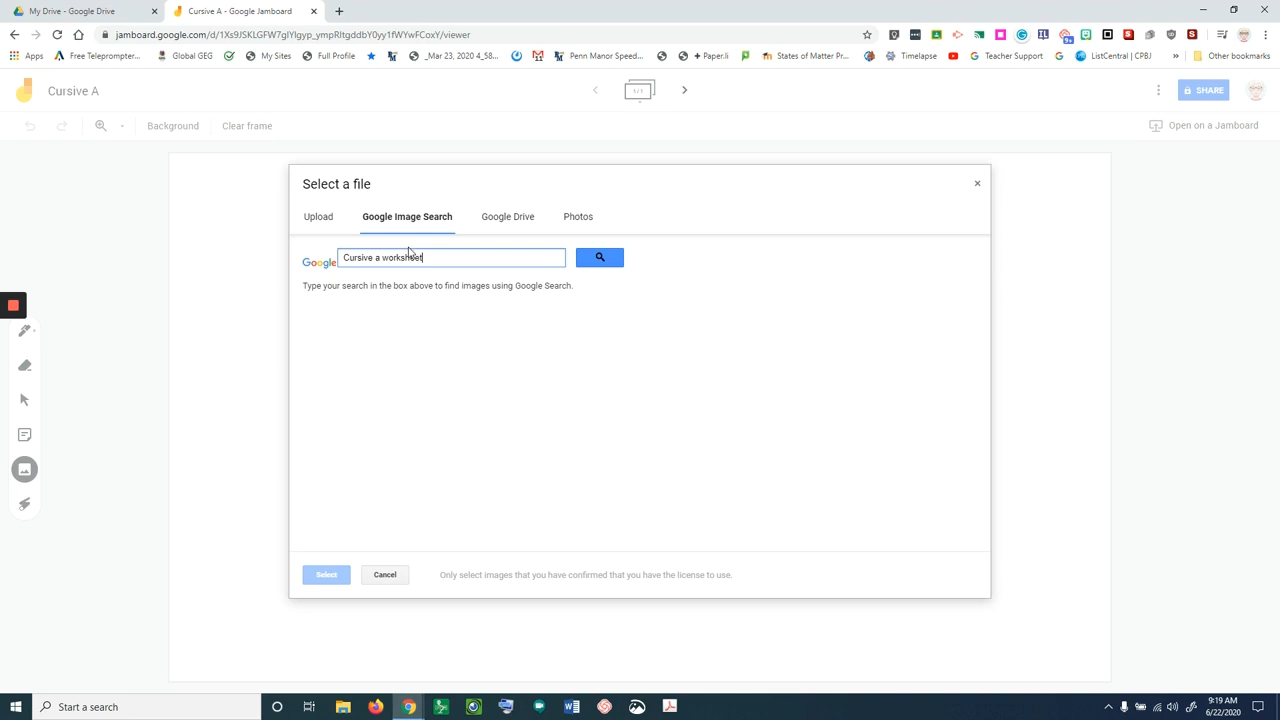 My Drive - Google Drive
Cursive A - Google Jamboard
jamboard.google.com/d/1Xs9JSKLGFW7gIYlgyp_ympRItgddbY0yy1fWYwFCoxY/viewer
Apps
Free Teleprompter...
Global GEG
My Sites
Full Profile
_Mar 23, 2020 4_58...
Penn Manor Speed...
+ Paper.li
States of Matter Pr...
Timelapse
Teacher Support
ListCentral | CPBJ
»
Other bookmarks
Cursive A
1 / 1
SHARE
Background
Clear frame
Open on a Jamboard
Select a file
Upload
Google Image Search
Google Drive
Photos
Google
Cursive a worksheet
Type your search in the box above to find images using Google Search.
Select
Cancel
Only select images that you have confirmed that you have the license to use.
Start a search
9:19 AM
6/22/2020